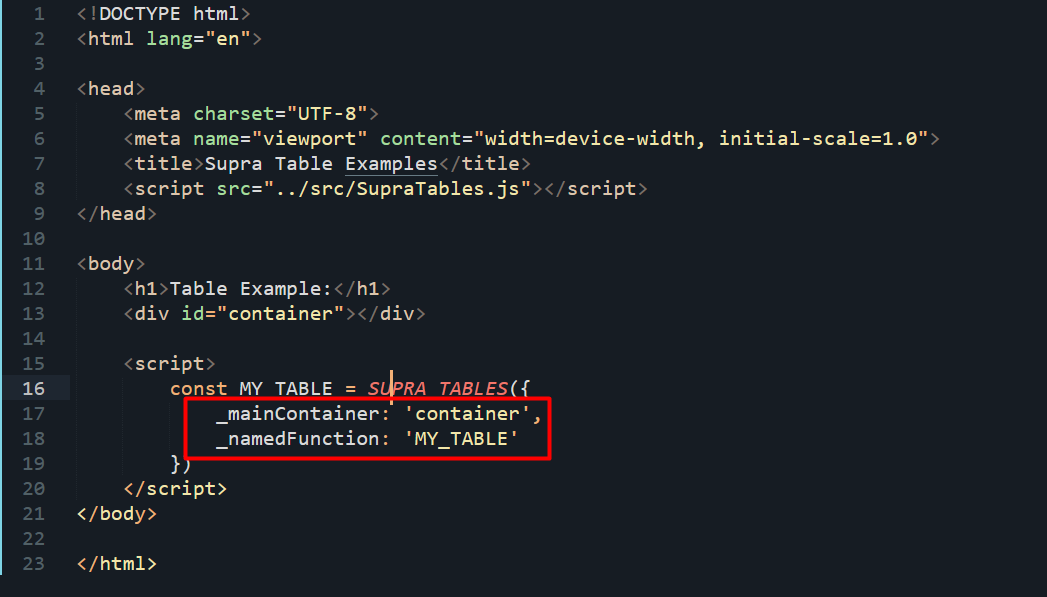 1 <!DOCTYPE html>
2 <html lang="en">
3
4 <head>
5     <meta charset="UTF-8">
6     <meta name="viewport" content="width=device-width, initial-scale=1.0">
7     <title>Supra Table Examples</title>
8     <script src="../src/SupraTables.js"></script>
9 </head>
10
11 <body>
12     <h1>Table Example:</h1>
13     <div id="container"></div>
14
15     <script>
16         const MY_TABLE = SUPRA_TABLES({
17             _mainContainer: 'container',
18             _namedFunction: 'MY_TABLE'
19         })
20     </script>
21 </body>
22
23 </html>